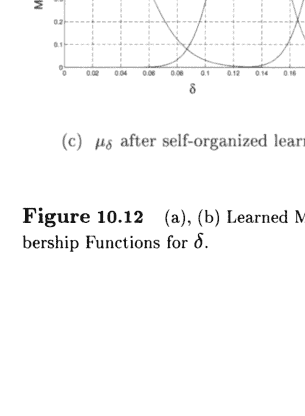 0.2
0.1
0
0 0.02 0.04 0.06 0.08 0.1 0.12 0.14 0.16
δ
(c) μδ after self-organized
Figure 10.12 (a), (b) Learned
bership Functions for δ.